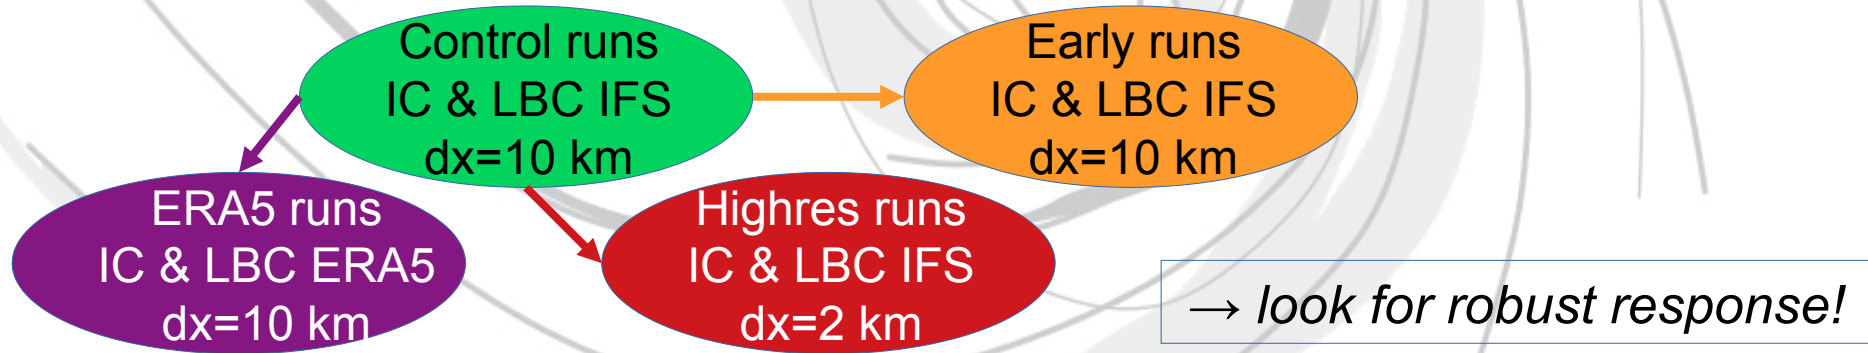 Control runs
IC & LBC IFS
dx=10 km
Early runs
IC & LBC IFS
dx=10 km
ERA5 runs
IC & LBC ERA5
dx=10 km
Highres runs
IC & LBC IFS
dx=2 km
→ look for robust response!